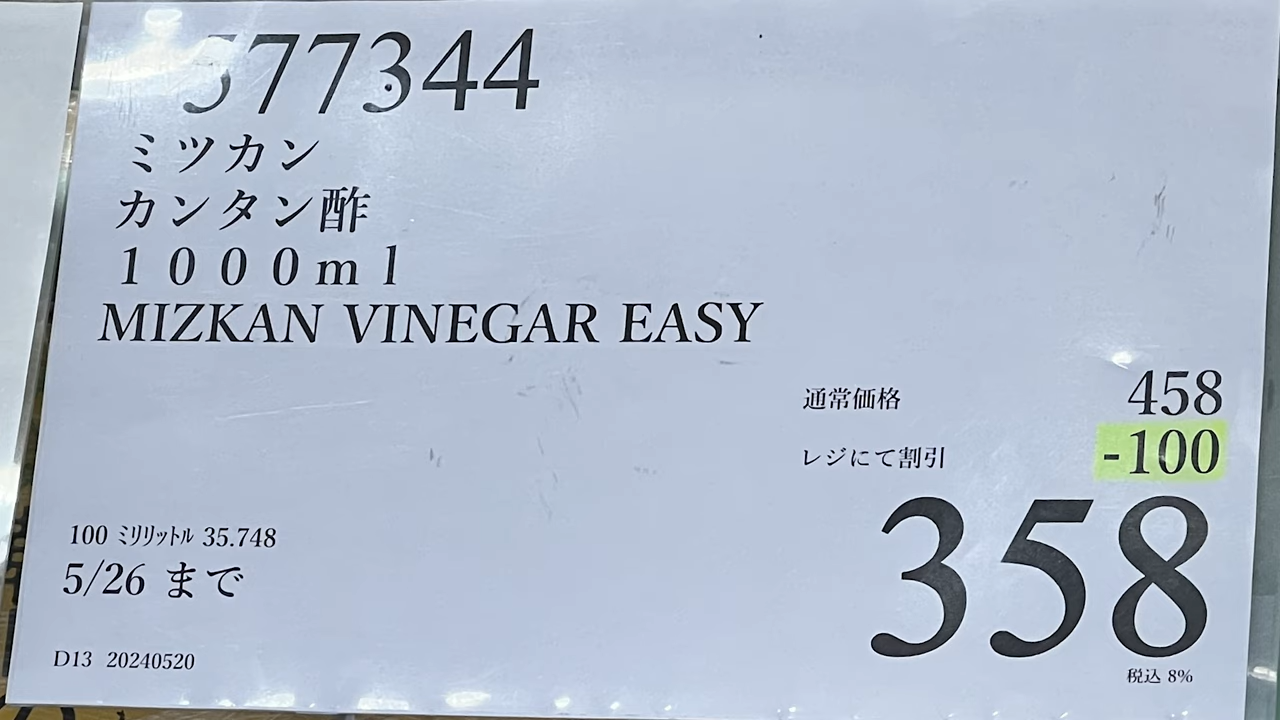 577344
ミツカン
カンタン酢
1000ml
MIZKAN VINEGAR EASY
通常価格 458
レジにて割引 -100
358
税込 8%
100 ミリリットル 35.748
5/26 まで
D13 20240520